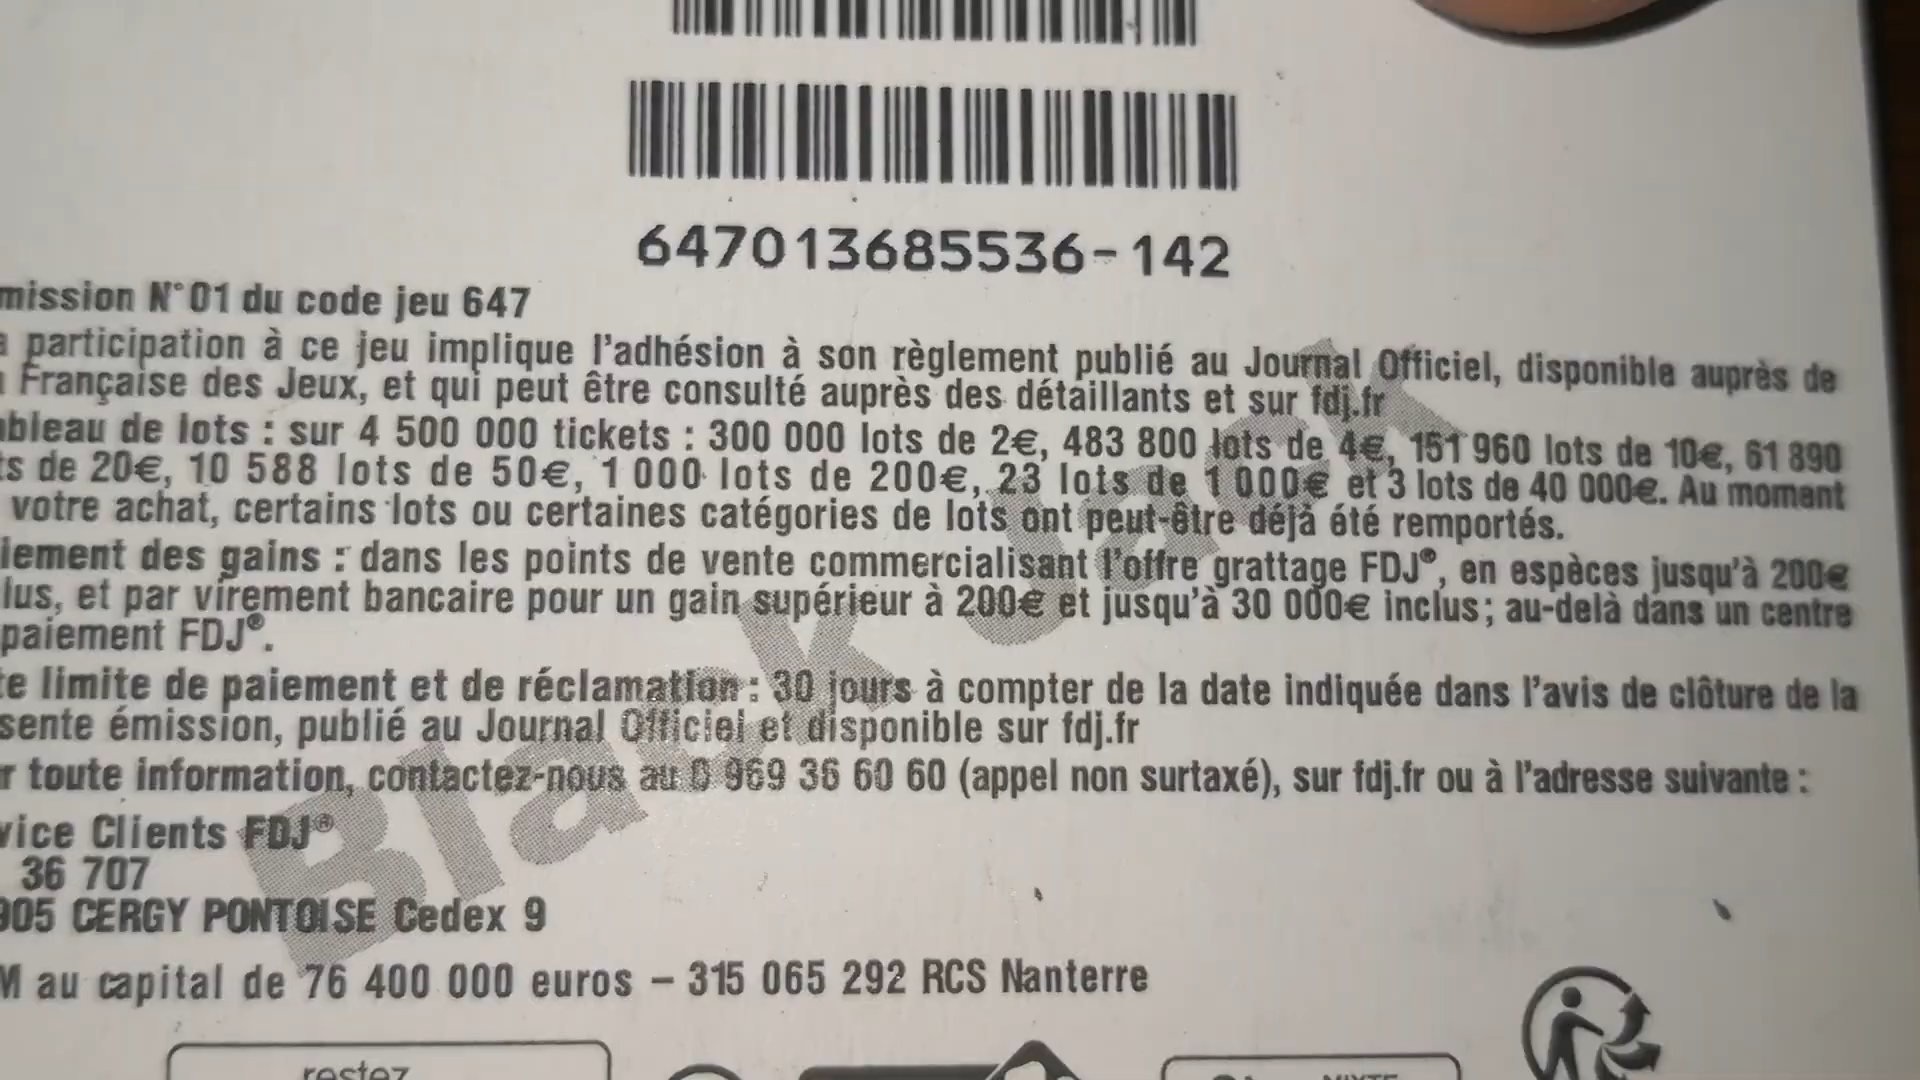 647013685536-142
mission N°01 du code jeu 647
a participation à ce jeu implique l'adhésion à son règlement publié au Journal Officiel, disponible auprès de
Française des Jeux, et qui peut être consulté auprès des détaillants et sur fdj.fr
bleau de lots : sur 4 500 000 tickets : 300 000 lots de 2€, 483 800 lots de 4€, 151 960 lots de 10€, 61 890
ts de 20€, 10 588 lots de 50€, 1 000 lots de 200€, 23 lots de 1 000€ et 3 lots de 40 000€. Au moment
votre achat, certains lots ou certaines catégories de lots ont peut-être déjà été remportés.
iement des gains : dans les points de vente commercialisant l'offre grattage FDJ®, en espèces jusqu'à 200€
lus, et par virement bancaire pour un gain supérieur à 200€ et jusqu'à 30 000€ inclus ; au-delà dans un centre
paiement FDJ®.
te limite de paiement et de réclamation : 30 jours à compter de la date indiquée dans l'avis de clôture de la
sente émission, publié au Journal Officiel et disponible sur fdj.fr
r toute information, contactez-nous au 0 969 36 60 60 (appel non surtaxé), sur fdj.fr ou à l'adresse suivante :
vice Clients FDJ®
36 707
905 CERGY PONTOISE Cedex 9
M au capital de 76 400 000 euros – 315 065 292 RCS Nanterre
Black Jack
restez
MIXTE